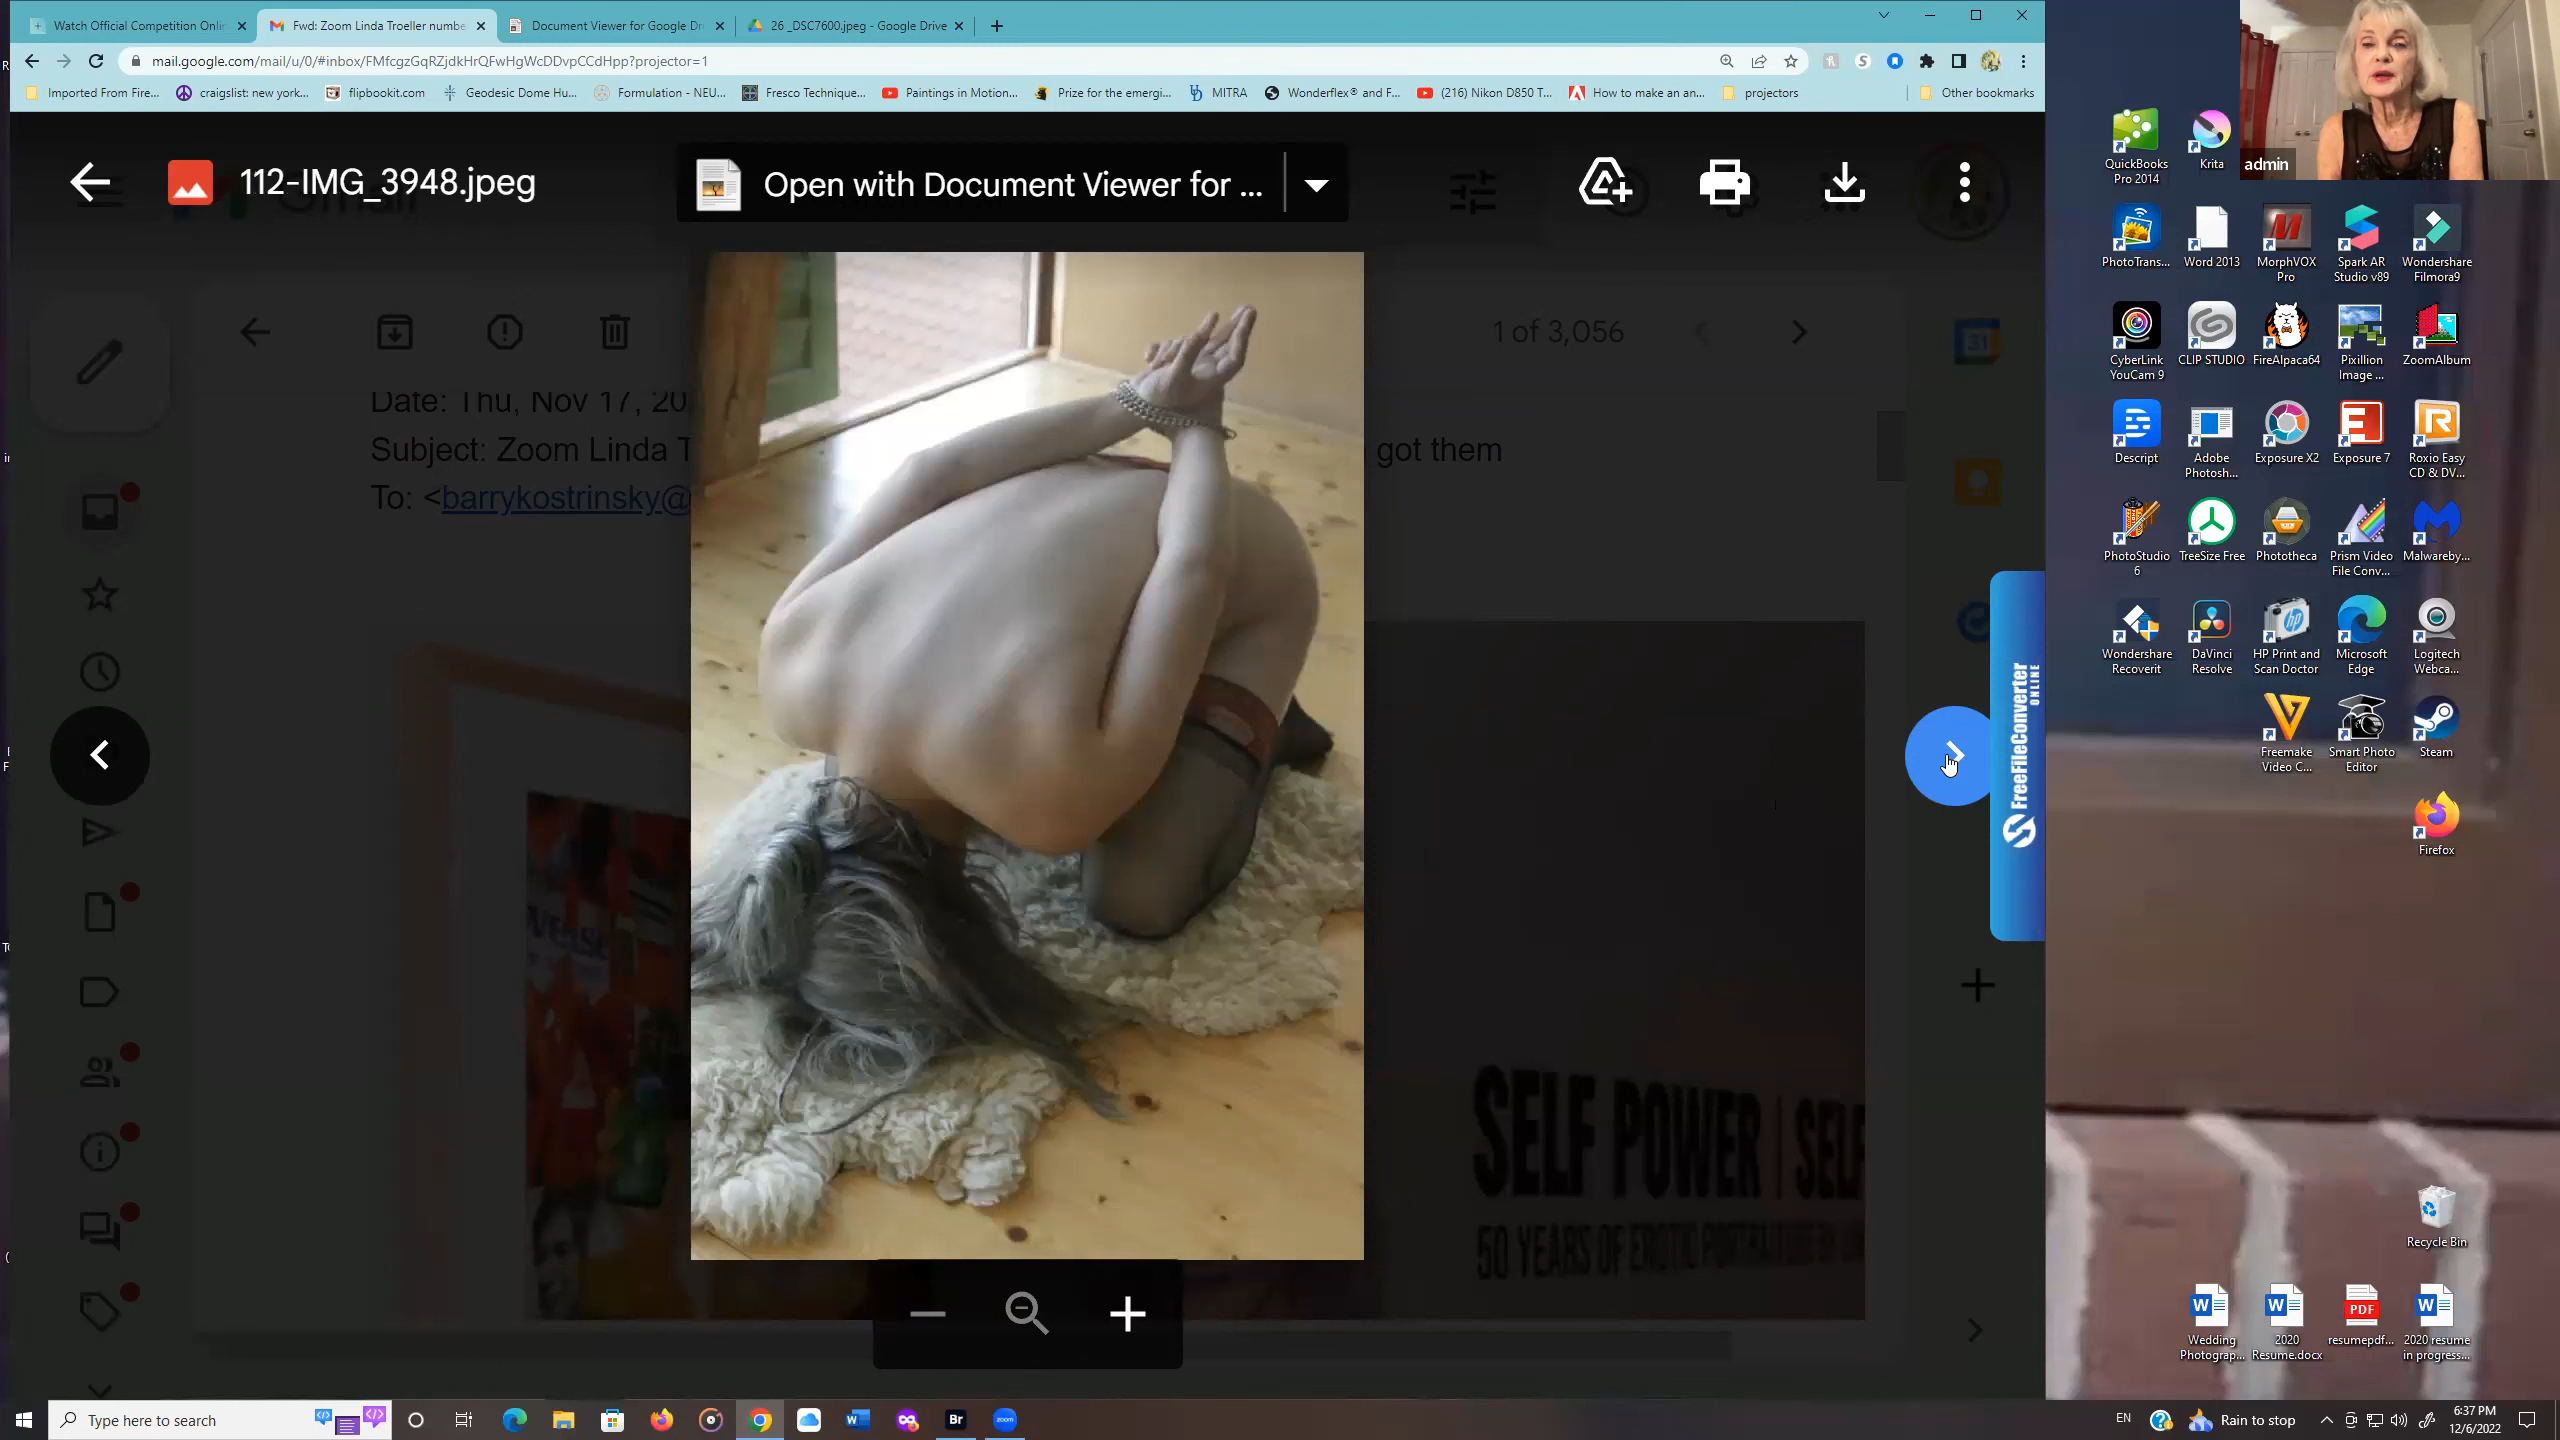 Watch Official Competition Onli
Fwd: Zoom Linda Troeller numbe
Document Viewer for Google Dr
26 _DSC7600.jpeg - Google Drive
mail.google.com/mail/u/0/#inbox/FMfcgzGqRZjdkHrQFwHgWcDDvpCCdHpp?projector=1
Imported From Fire...
craigslist: new york...
flipbookit.com
Geodesic Dome Hu...
Formulation - NEU...
Fresco Technique...
Paintings in Motion...
Prize for the emergi...
MITRA
Wonderflex® and F...
(216) Nikon D850 T...
How to make an an...
projectors
Other bookmarks
112-IMG_3948.jpeg
Open with Document Viewer for ...
1 of 3,056
Date: Thu, Nov 17, 20
Subject: Zoom Linda T
got them
To: <barrykostrinsky@
SELF POWER | SELF
50 YEARS OF EROTIC
FreeFileConverter
ONLINE
admin
QuickBooks
Pro 2014
Krita
PhotoTrans...
Word 2013
MorphVOX
Pro
Spark AR
Studio v89
Wondershare
Filmora9
CyberLink
YouCam 9
CLIP STUDIO
FireAlpaca64
Pixillion
Image ...
ZoomAlbum
Descript
Adobe
Photosh...
Exposure X2
Exposure 7
Roxio Easy
CD & DV...
PhotoStudio
6
TreeSize Free
Phototheca
Prism Video
File Conv...
Malwareby...
Wondershare
Recoverit
DaVinci
Resolve
HP Print and
Scan Doctor
Microsoft
Edge
Logitech
Webca...
Freemake
Video C...
Smart Photo
Editor
Steam
Firefox
Recycle Bin
Wedding
Photograp...
2020
Resume.docx
PDF
resumepdf...
2020 resume
in progress...
Type here to search
Br
zoom
EN
Rain to stop
6:37 PM
12/6/2022